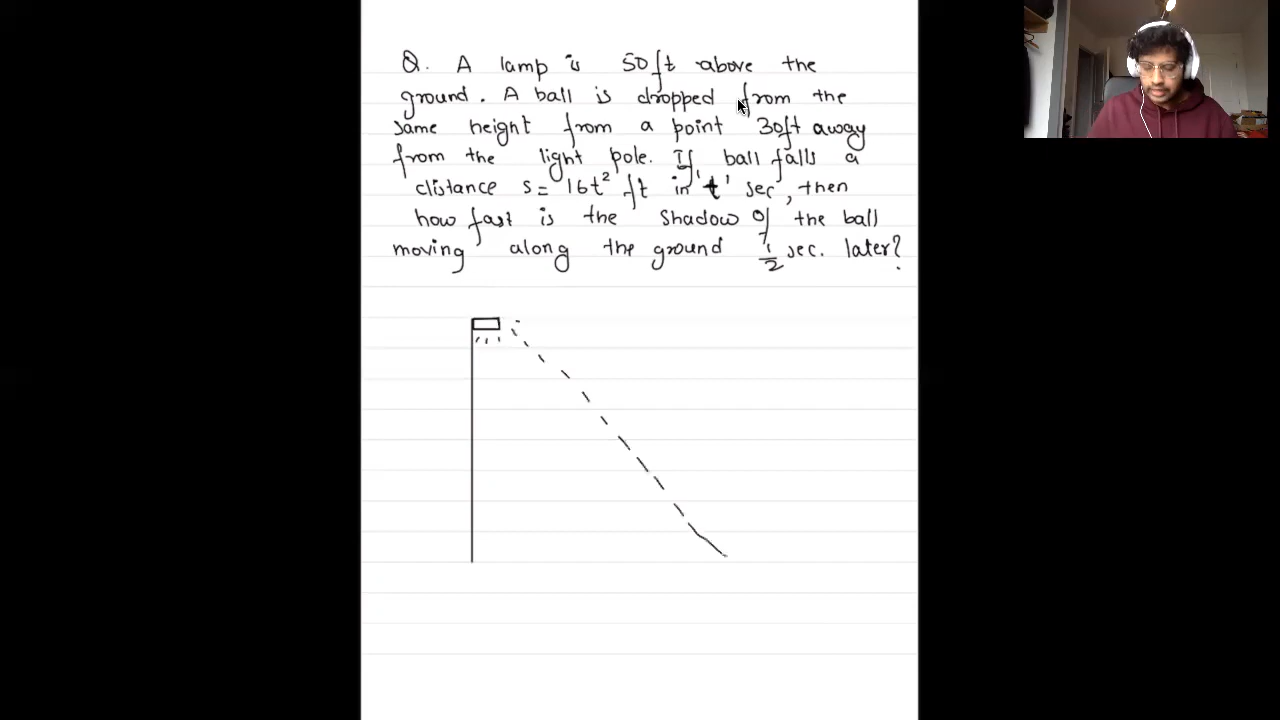 Q. A lamp is 50ft above the
ground. A ball is dropped from the
same height from a point 30ft away
from the light pole. If ball falls a
distance s= 16t² ft in 't' sec, then
how fast is the shadow of the ball
moving along the ground 1/2 sec. later?